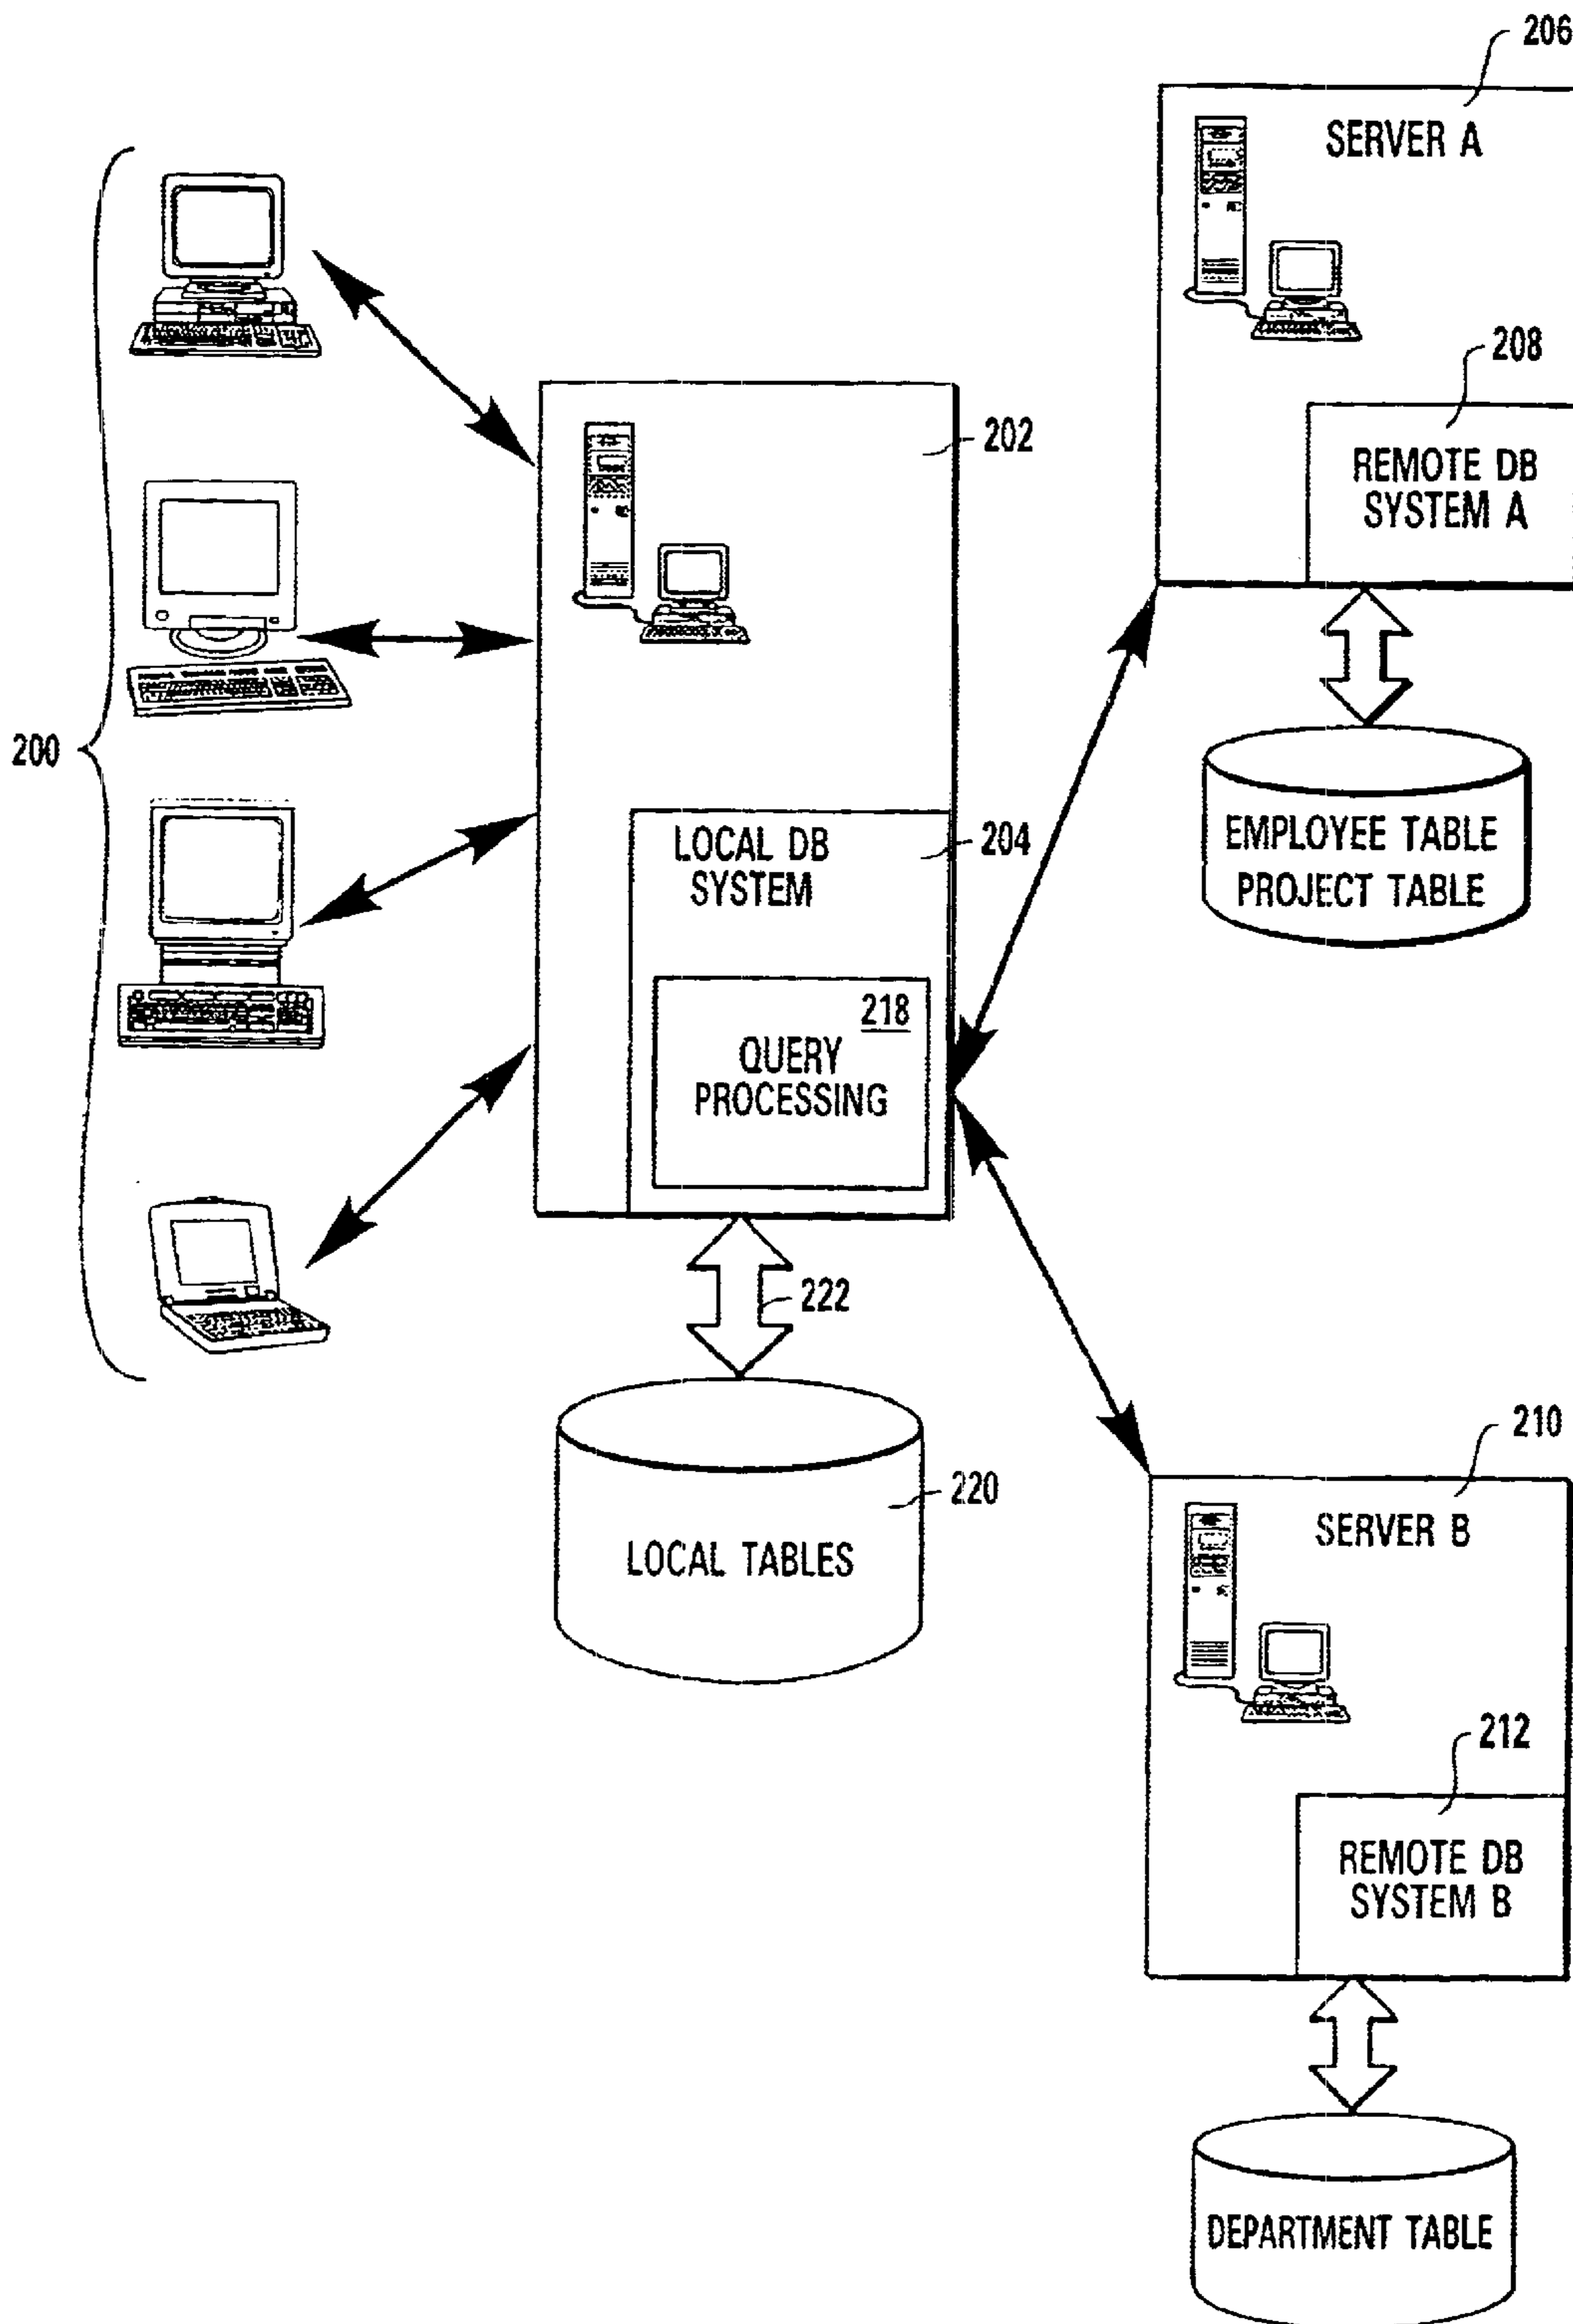 206
SERVER A
208
REMOTE DB
SYSTEM A
EMPLOYEE TABLE
PROJECT TABLE
200
202
LOCAL DB
SYSTEM
204
218
QUERY
PROCESSING
222
220
LOCAL TABLES
210
SERVER B
212
REMOTE DB
SYSTEM B
DEPARTMENT TABLE